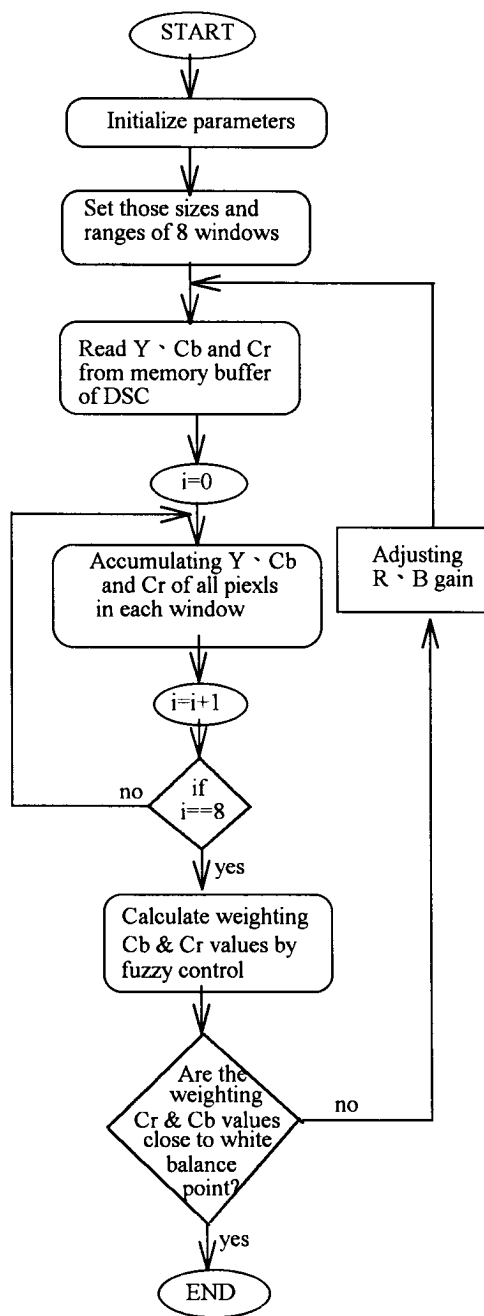 START
Initialize parameters
Set those sizes and
ranges of 8 windows
Read Y、Cb and Cr
from memory buffer
of DSC
i=0
Accumulating Y、Cb
and Cr of all piexls
in each window
Adjusting
R、B gain
i=i+1
if
i==8
no
yes
Calculate weighting
Cb & Cr values by
fuzzy control
Are the
weighting
Cr & Cb values
close to white
balance
point?
no
yes
END